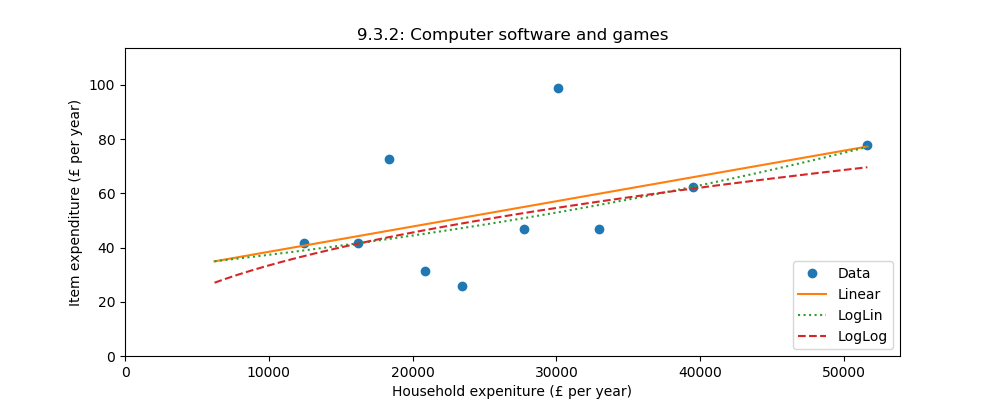 9.3.2: Computer software and games
Item expenditure (£ per year)
100
80
60
40
20
0
0 10000 20000 30000 40000 50000
Household expeniture (£ per year)
Data
Linear
LogLin
LogLog